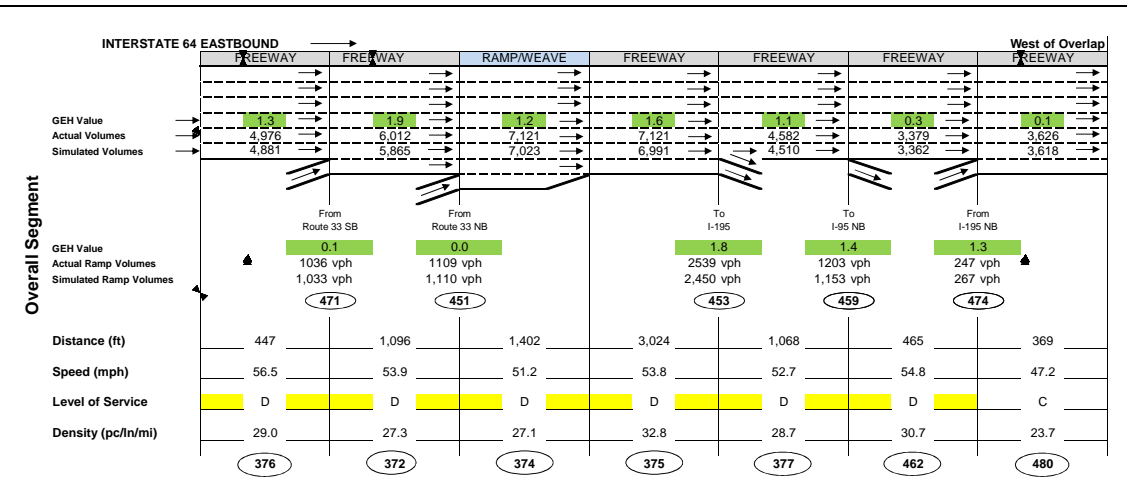 INTERSTATE 64 EASTBOUND West of Overlap
FREEWAY FREEWAY RAMP/WEAVE FREEWAY FREEWAY FREEWAY FREEWAY
GEH Value 1.3 1.9 1.2 1.6 1.1 0.3 0.1
Actual Volumes 4,976 6,012 7,121 7,121 4,582 3,379 3,626
Simulated Volumes 4,881 5,865 7,023 6,991 4,510 3,362 3,618
Overall Segment
From From To To From
Route 33 SB Route 33 NB I-195 I-95 NB I-195 NB
GEH Value 0.1 0.0 1.8 1.4 1.3
Actual Ramp Volumes 1036 vph 1109 vph 2539 vph 1203 vph 247 vph
Simulated Ramp Volumes 1,033 vph 1,110 vph 2,450 vph 1,153 vph 267 vph
471 451 453 459 474
Distance (ft) 447 1,096 1,402 3,024 1,068 465 369
Speed (mph) 56.5 53.9 51.2 53.8 52.7 54.8 47.2
Level of Service D D D D D D C
Density (pc/ln/mi) 29.0 27.3 27.1 32.8 28.7 30.7 23.7
376 372 374 375 377 462 480